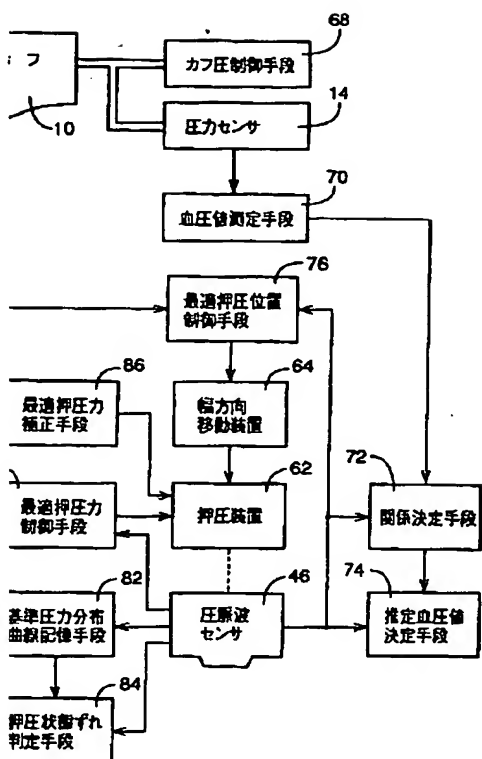 68
フ
カフ圧制御手段
14
10
圧力センサ
70
血圧値測定手段
76
最適押圧位置
制御手段
86
64
最適押圧力
補正手段
幅方向
移動装置
62
72
最適押圧力
制御手段
押圧装置
関係決定手段
82
46
74
基準圧力分布
曲線記憶手段
圧脈波
センサ
推定血圧値
決定手段
84
押圧状態ずれ
判定手段